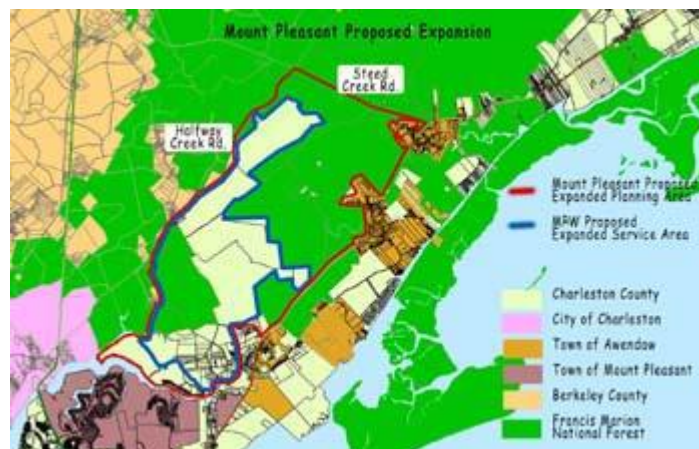 Mount Pleasant Proposed Expansion
Steed
Creek Rd.
Halfway
Creek Rd.
Mount Pleasant Proposed
Expanded Planning Area
MPW Proposed
Expanded Service Area
Charleston County
City of Charleston
Town of Awendaw
Town of Mount Pleasant
Berkeley County
Francis Marion
National Forest